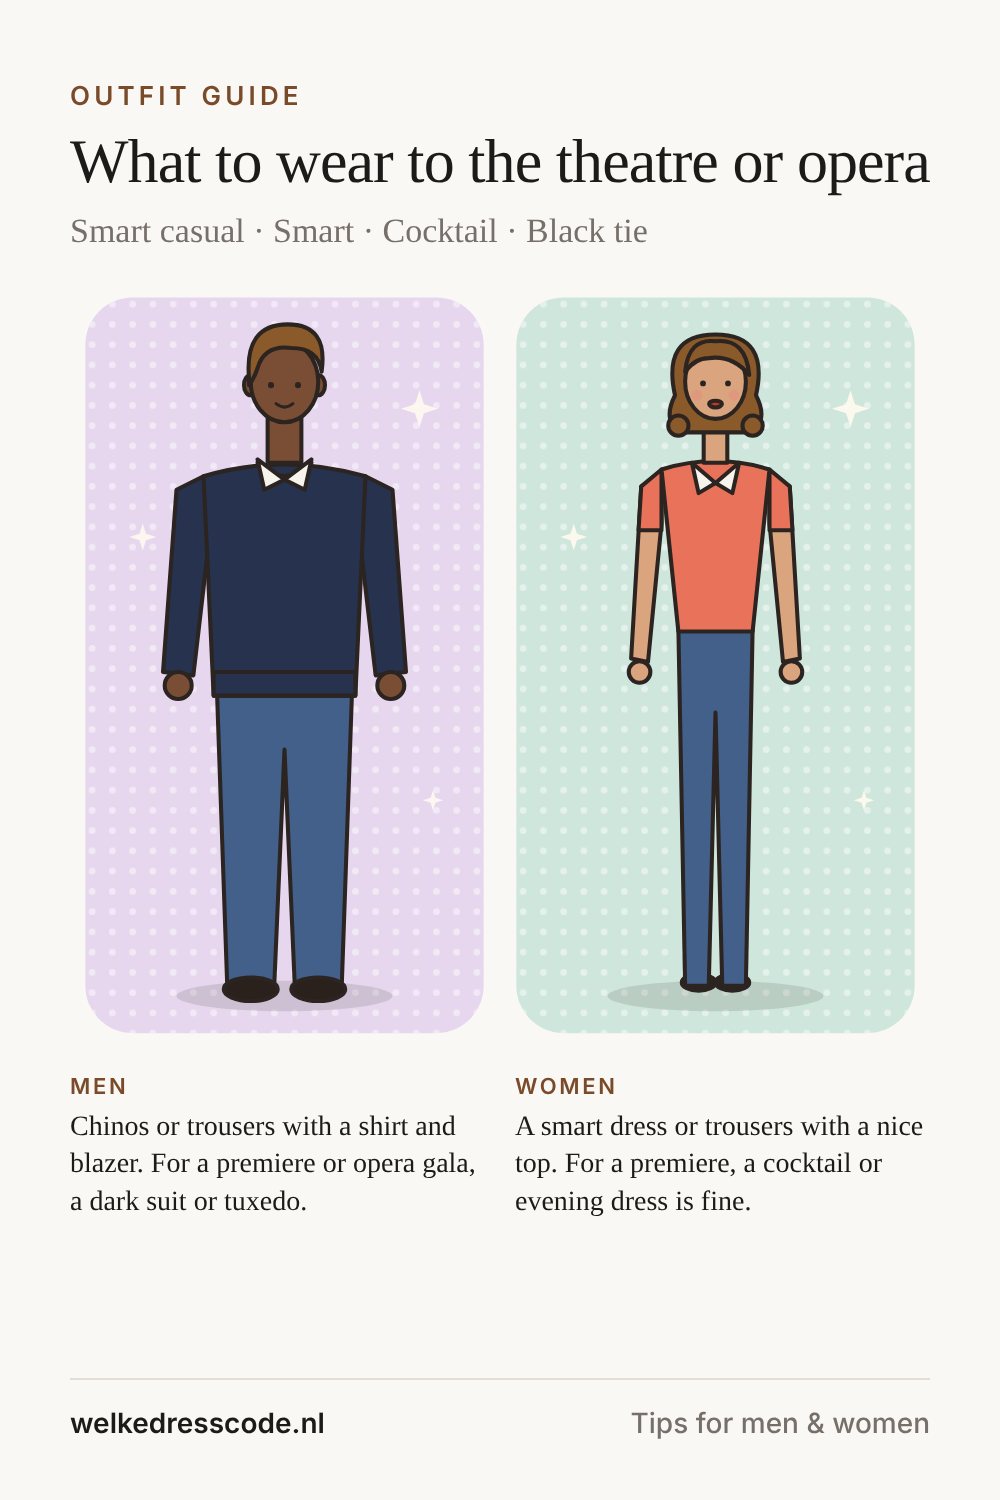 OUTFIT GUIDE
What to wear to the theatre or opera
Smart casual · Smart · Cocktail · Black tie
MEN
Chinos or trousers with a shirt and
blazer. For a premiere or opera gala,
a dark suit or tuxedo.
WOMEN
A smart dress or trousers with a nice
top. For a premiere, a cocktail or
evening dress is fine.
welkedresscode.nl
Tips for men & women